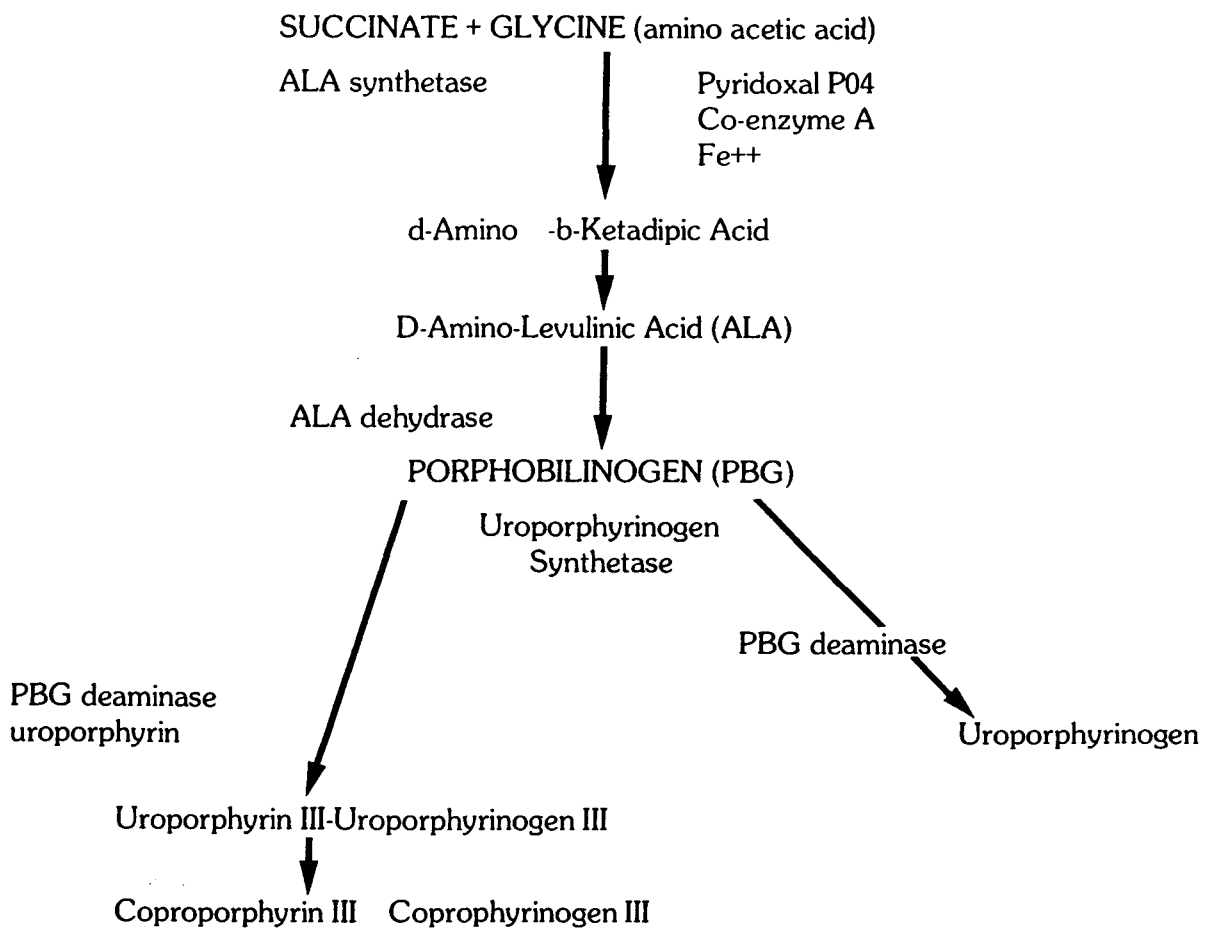 SUCCINATE + GLYCINE (amino acetic acid)
ALA synthetase
Pyridoxal P04
Co-enzyme A
Fe++
d-Amino -b-Ketadipic Acid
D-Amino-Levulinic Acid (ALA)
ALA dehydrase
PORPHOBILINOGEN (PBG)
Uroporphyrinogen
Synthetase
PBG deaminase
PBG deaminase
uroporphyrin
Uroporphyrinogen
Uroporphyrin III-Uroporphyrinogen III
Coproporphyrin III Coprophyrinogen III